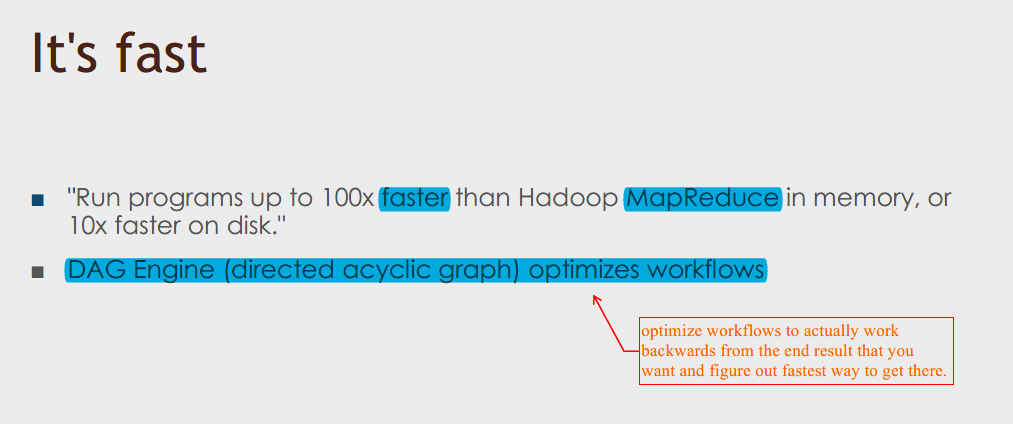 It's fast
"Run programs up to 100x faster than Hadoop MapReduce in memory, or
10x faster on disk."
DAG Engine (directed acyclic graph) optimizes workflows
optimize workflows to actually work
backwards from the end result that you
want and figure out fastest way to get there.